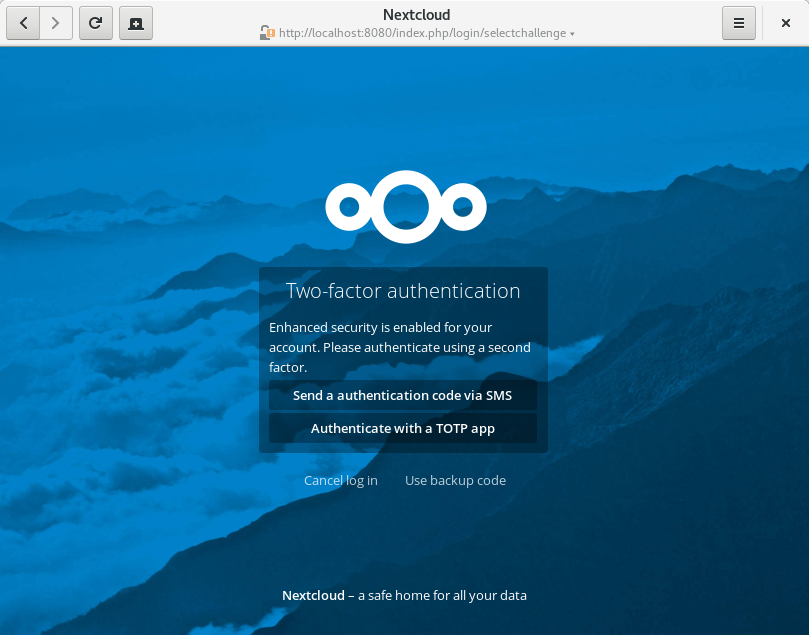 Nextcloud
http://localhost:8080/index.php/login/selectchallenge
Two-factor authentication
Enhanced security is enabled for your
account. Please authenticate using a second
factor.
Send a authentication code via SMS
Authenticate with a TOTP app
Cancel log in
Use backup code
Nextcloud – a safe home for all your data